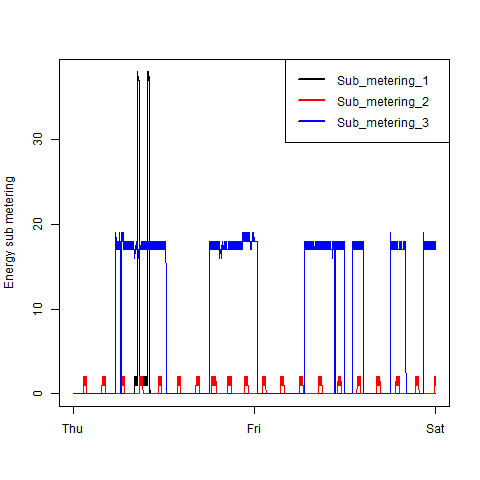 Sub_metering_1
Sub_metering_2
Sub_metering_3
Energy sub metering
30
20
10
0
Thu
Fri
Sat